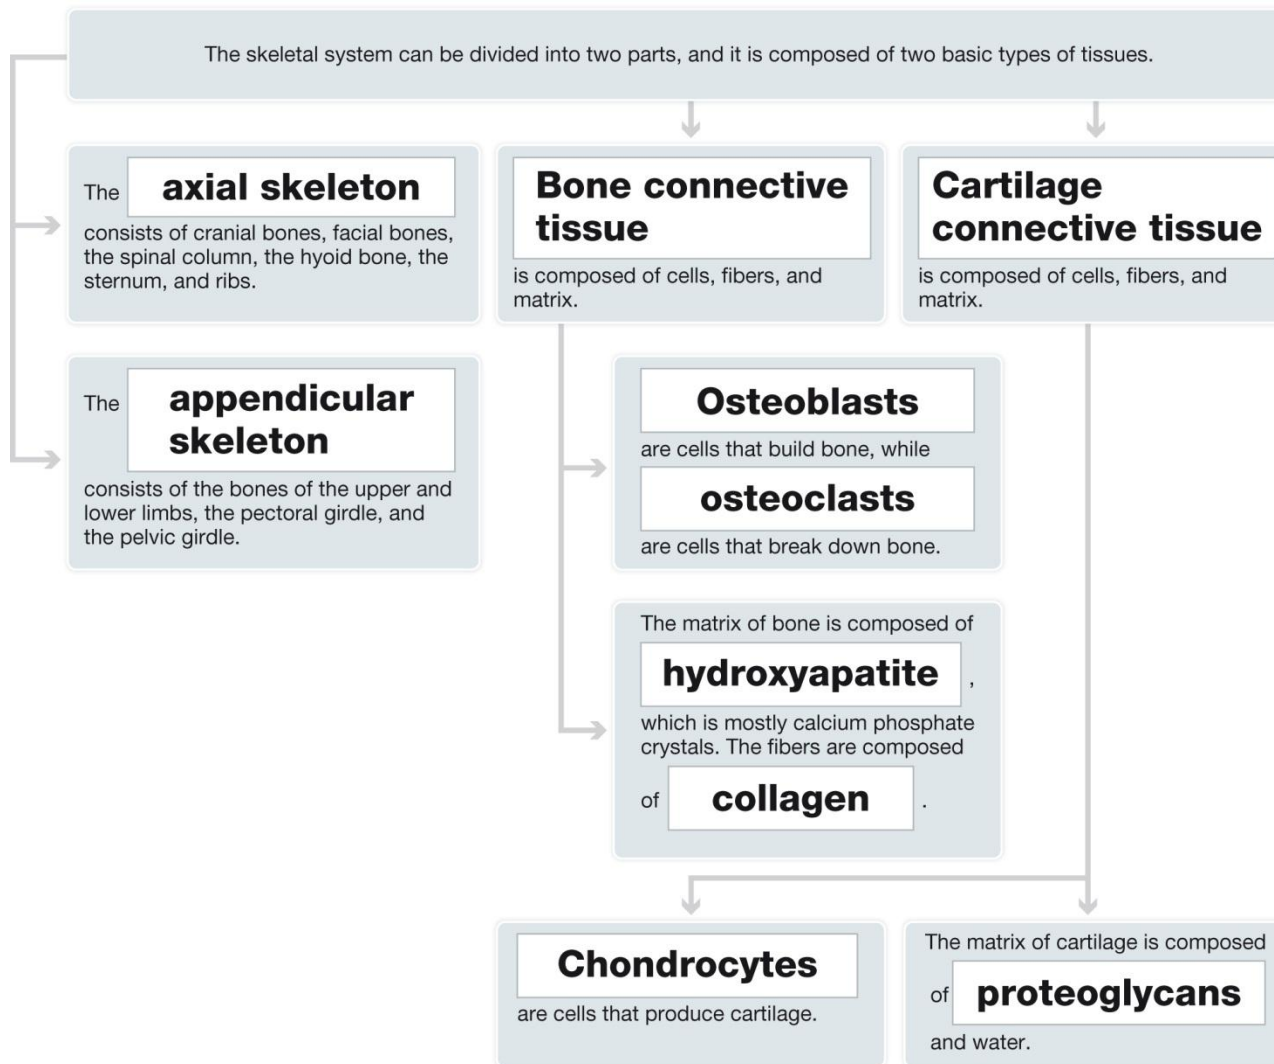 The skeletal system can be divided into two parts, and it is composed of two basic types of tissues.
The axial skeleton
consists of cranial bones, facial bones,
the spinal column, the hyoid bone, the
sternum, and ribs.
The appendicular
skeleton
consists of the bones of the upper and
lower limbs, the pectoral girdle, and
the pelvic girdle.
Bone connective
tissue
is composed of cells, fibers, and
matrix.
Osteoblasts
are cells that build bone, while
osteoclasts
are cells that break down bone.
The matrix of bone is composed of
hydroxyapatite ,
which is mostly calcium phosphate
crystals. The fibers are composed
of collagen .
Cartilage
connective tissue
is composed of cells, fibers, and
matrix.
Chondrocytes
are cells that produce cartilage.
The matrix of cartilage is composed
of proteoglycans
and water.